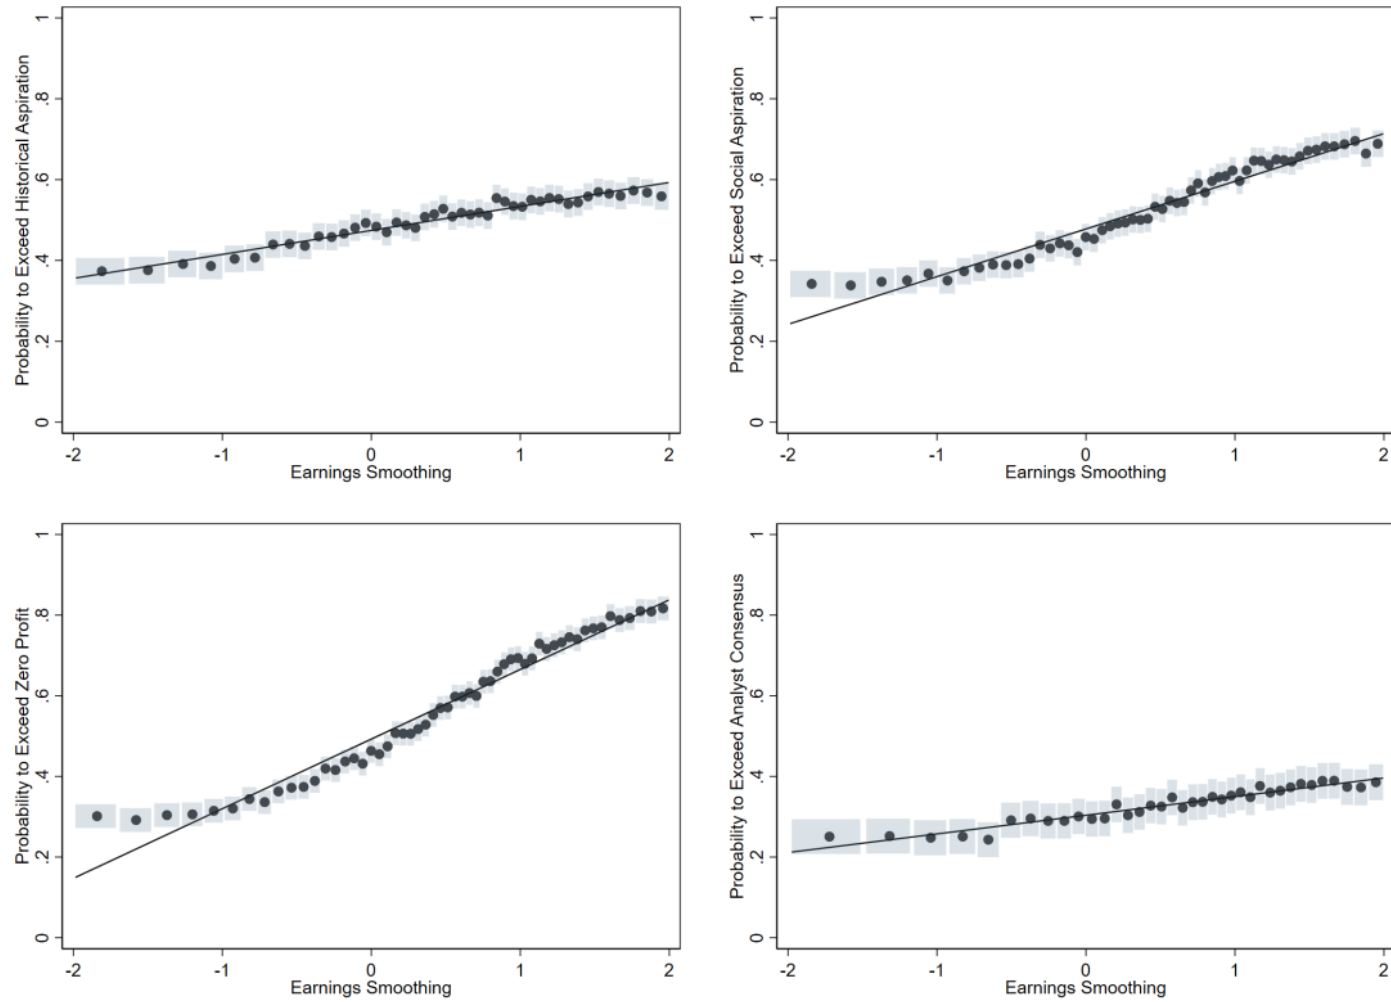 Probability to Exceed Historical Aspiration
1
.8
.6
.4
.2
0
-2 -1 0 1 2
Earnings Smoothing
Probability to Exceed Social Aspiration
1
.8
.6
.4
.2
0
-2 -1 0 1 2
Earnings Smoothing
Probability to Exceed Zero Profit
1
.8
.6
.4
.2
0
-2 -1 0 1 2
Earnings Smoothing
Probability to Exceed Analyst Consensus
1
.8
.6
.4
.2
0
-2 -1 0 1 2
Earnings Smoothing